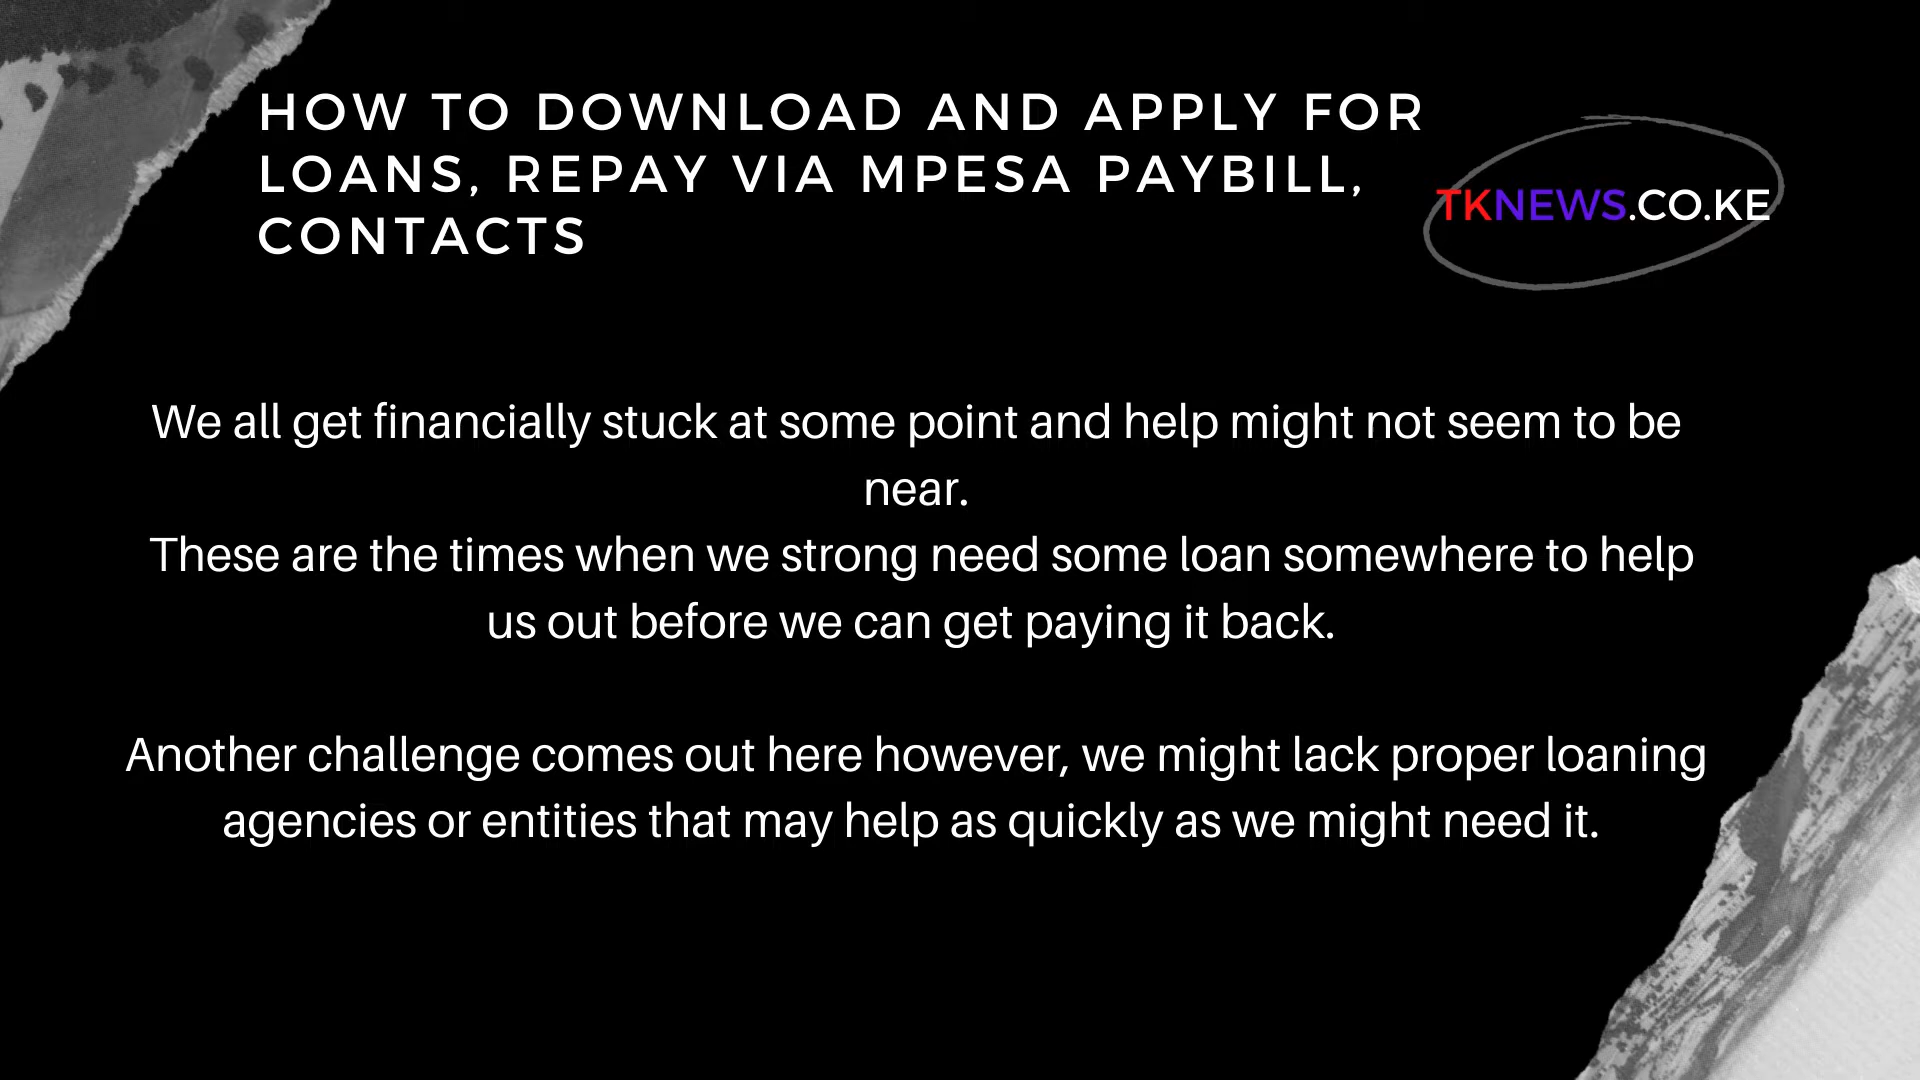 HOW TO DOWNLOAD AND APPLY FOR
LOANS, REPAY VIA MPESA PAYBILL,
CONTACTS
TKNEWS.CO.KE
We all get financially stuck at some point and help might not seem to be
near.
These are the times when we strong need some loan somewhere to help
us out before we can get paying it back.
Another challenge comes out here however, we might lack proper loaning
agencies or entities that may help as quickly as we might need it.